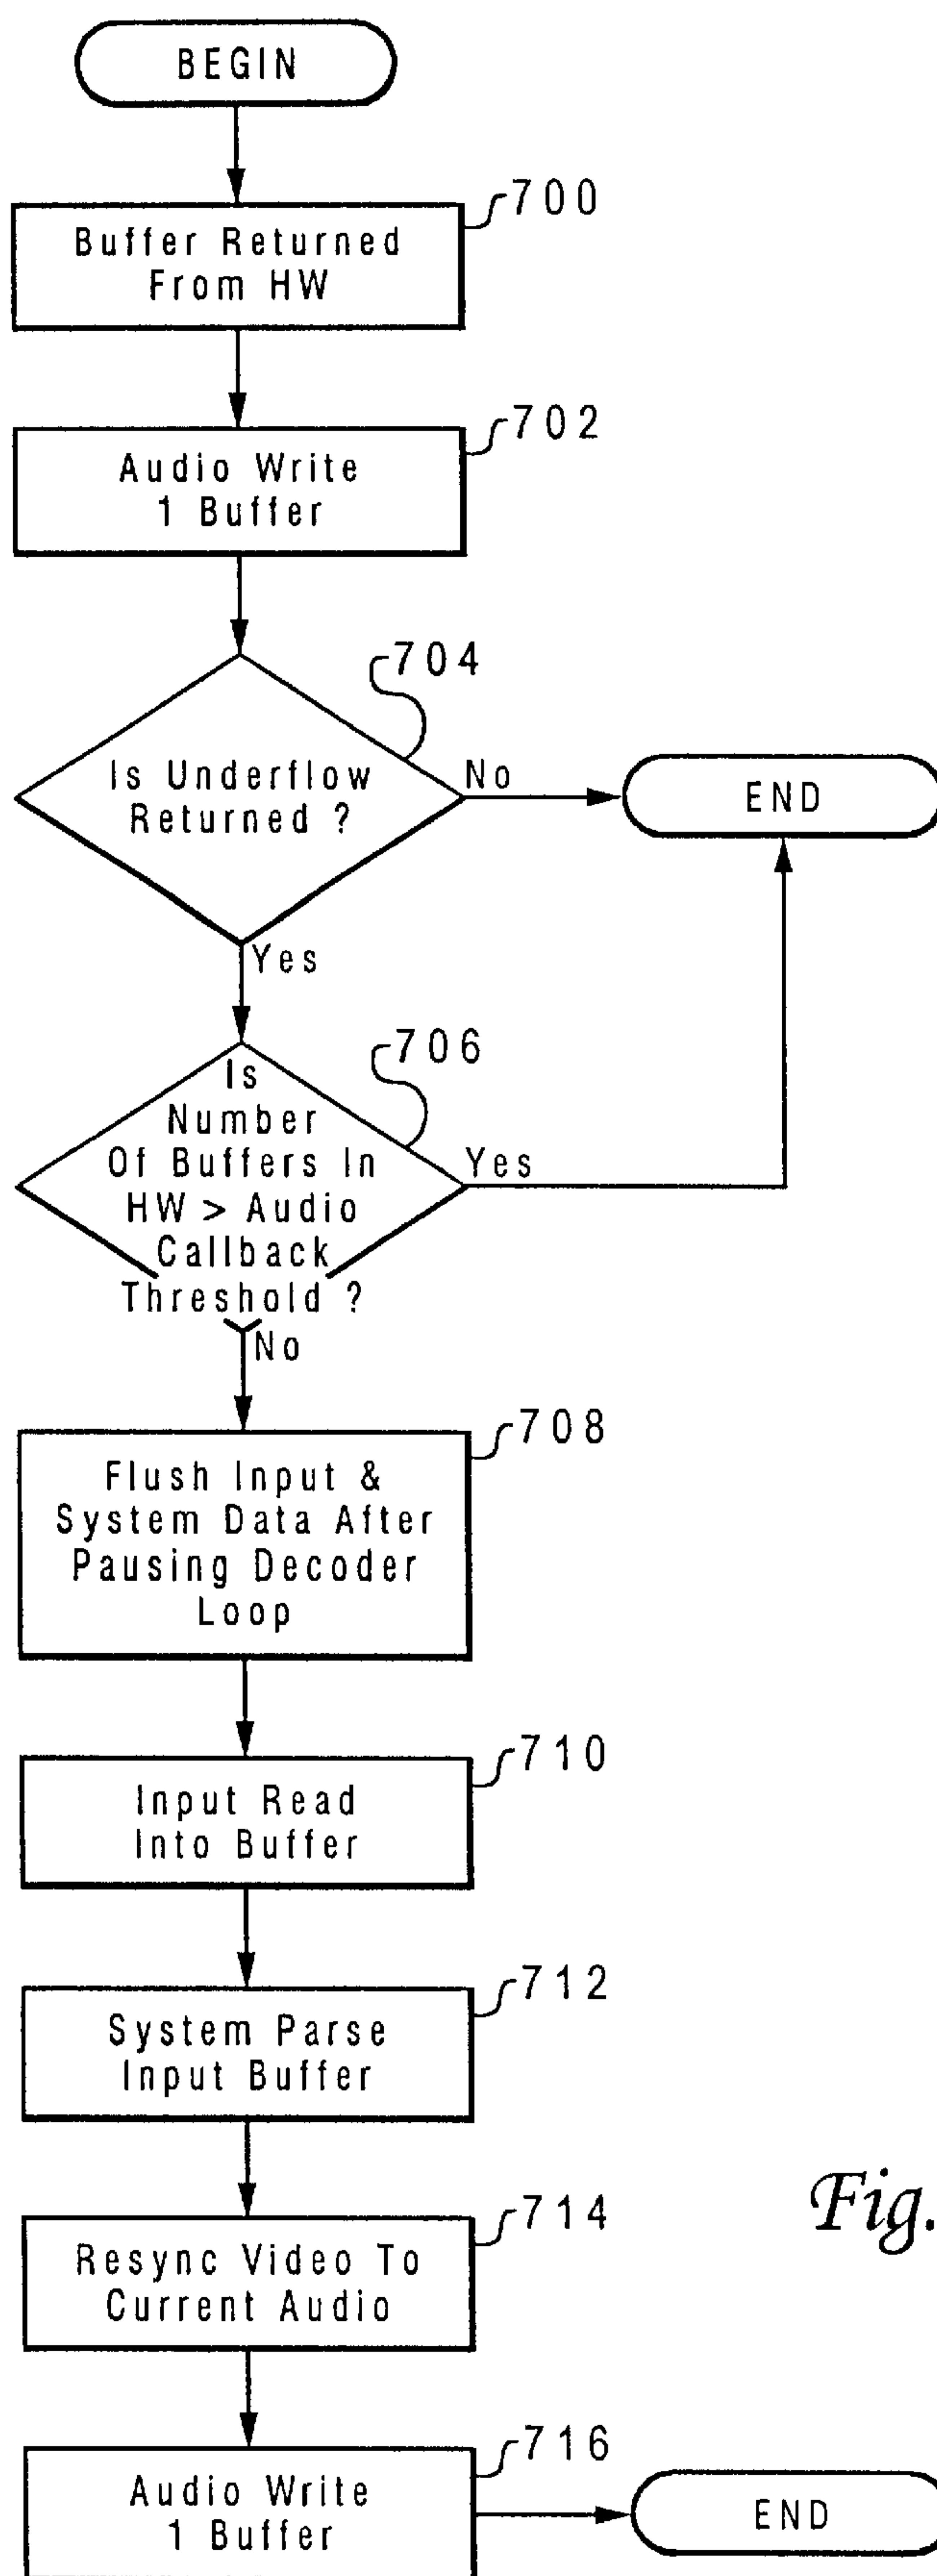 BEGIN
700
Buffer Returned
From HW
702
Audio Write
1 Buffer
704
Is Underflow
Returned ?
No
END
Yes
706
Is
Number
Of Buffers In
HW > Audio
Callback
Threshold ?
Yes
No
708
Flush Input &
System Data After
Pausing Decoder
Loop
710
Input Read
Into Buffer
712
System Parse
Input Buffer
714
Resync Video To
Current Audio
Fig.
716
Audio Write
1 Buffer
END